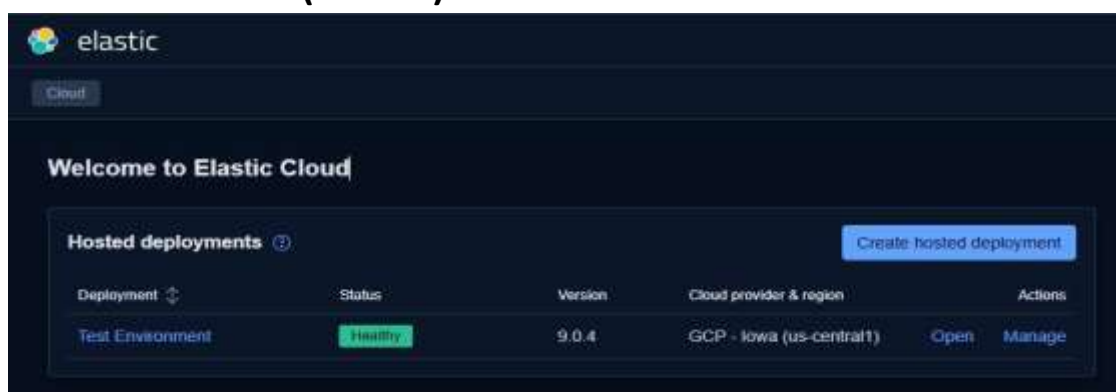 elastic
Cloud
Welcome to Elastic Cloud
Hosted deployments
Create hosted deployment
Deployment Status Version Cloud provider & region Actions
Test Environment Healthy 9.0.4 GCP - Iowa (us-central1) Open Manage